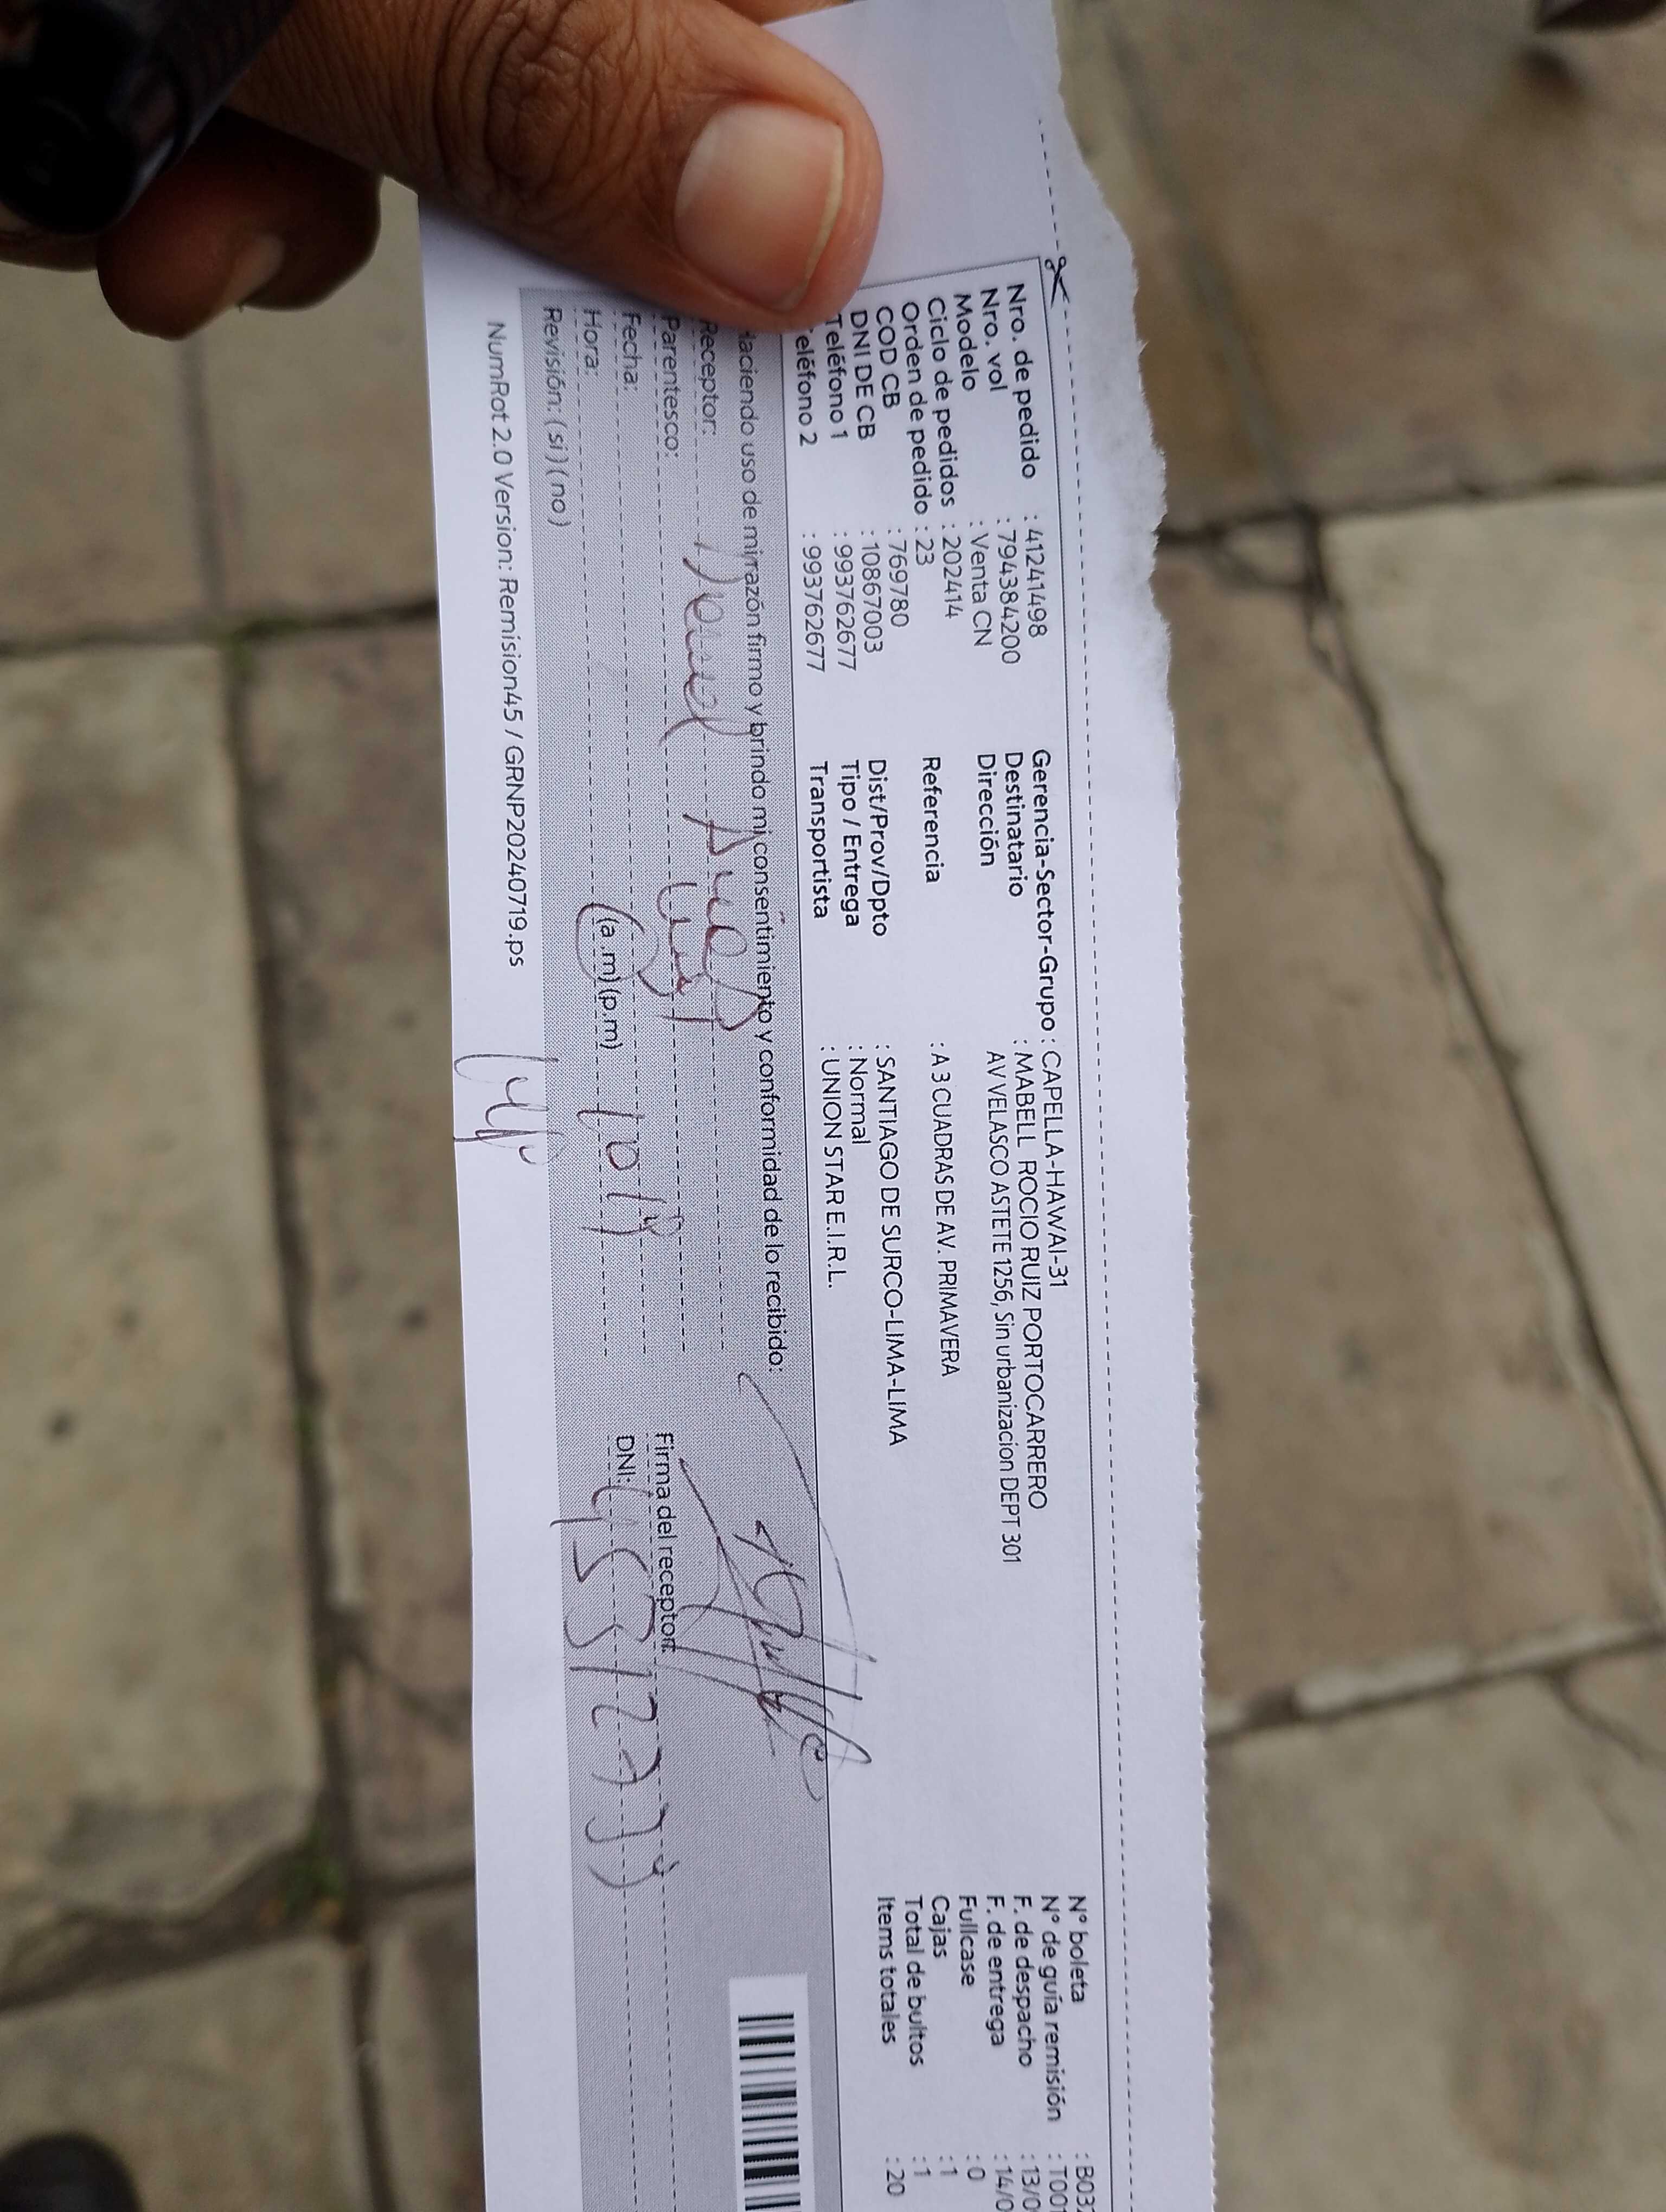 Nro. de pedido : 41241498
Nro. vol : 794384200
Modelo : Venta CN
Ciclo de pedidos : 202414
Orden de pedido : 23
COD CB : 769780
DNI DE CB : 10867003
Teléfono 1 : 993762677
Teléfono 2 : 993762677
Gerencia-Sector-Grupo : CAPELLA-HAWAI-31
Destinatario : MABELL ROCIO RUIZ PORTOCARRERO
Dirección AV VELASCO ASTETE 1256, Sin urbanizacion DEPT 301
Referencia : A 3 CUADRAS DE AV. PRIMAVERA
Dist/Prov/Dpto : SANTIAGO DE SURCO-LIMA-LIMA
Tipo / Entrega : Normal
Transportista : UNION STAR E.I.R.L.
N° boleta : B03
N° de guía remisión : T00
F. de despacho : 13/0
F. de entrega : 14/0
Fullcase : 0
Cajas : 1
Total de bultos : 1
Items totales : 20
Haciendo uso de mi razón firmo y brindo mi consentimiento y conformidad de lo recibido:
Receptor:
Parentesco:
Fecha:
Hora: (a.m) (p.m)
Revisión: ( si ) ( no )
Firma del receptor:
DNI:
NumRot 2.0 Version: Remision45 / GRNP20240719.ps